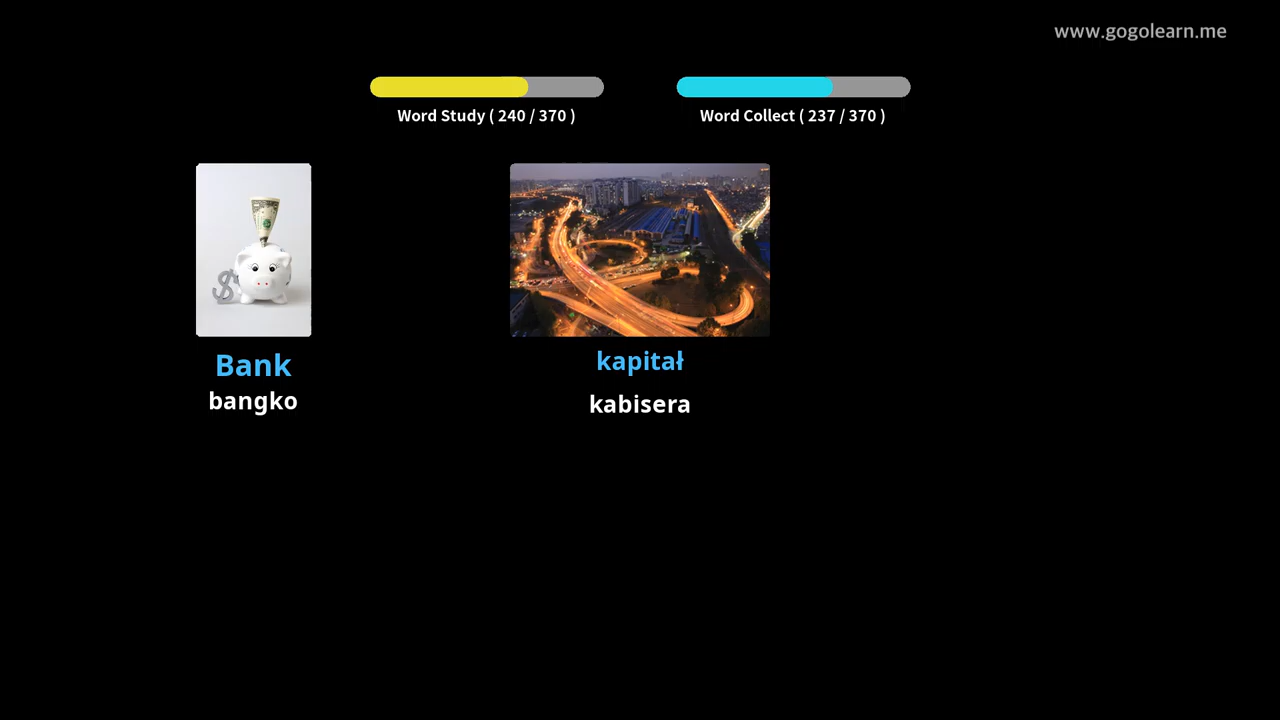 www.gogolearn.me
Word Study ( 240 / 370 )
Word Collect ( 237 / 370 )
Bank
bangko
kapitał
kabisera